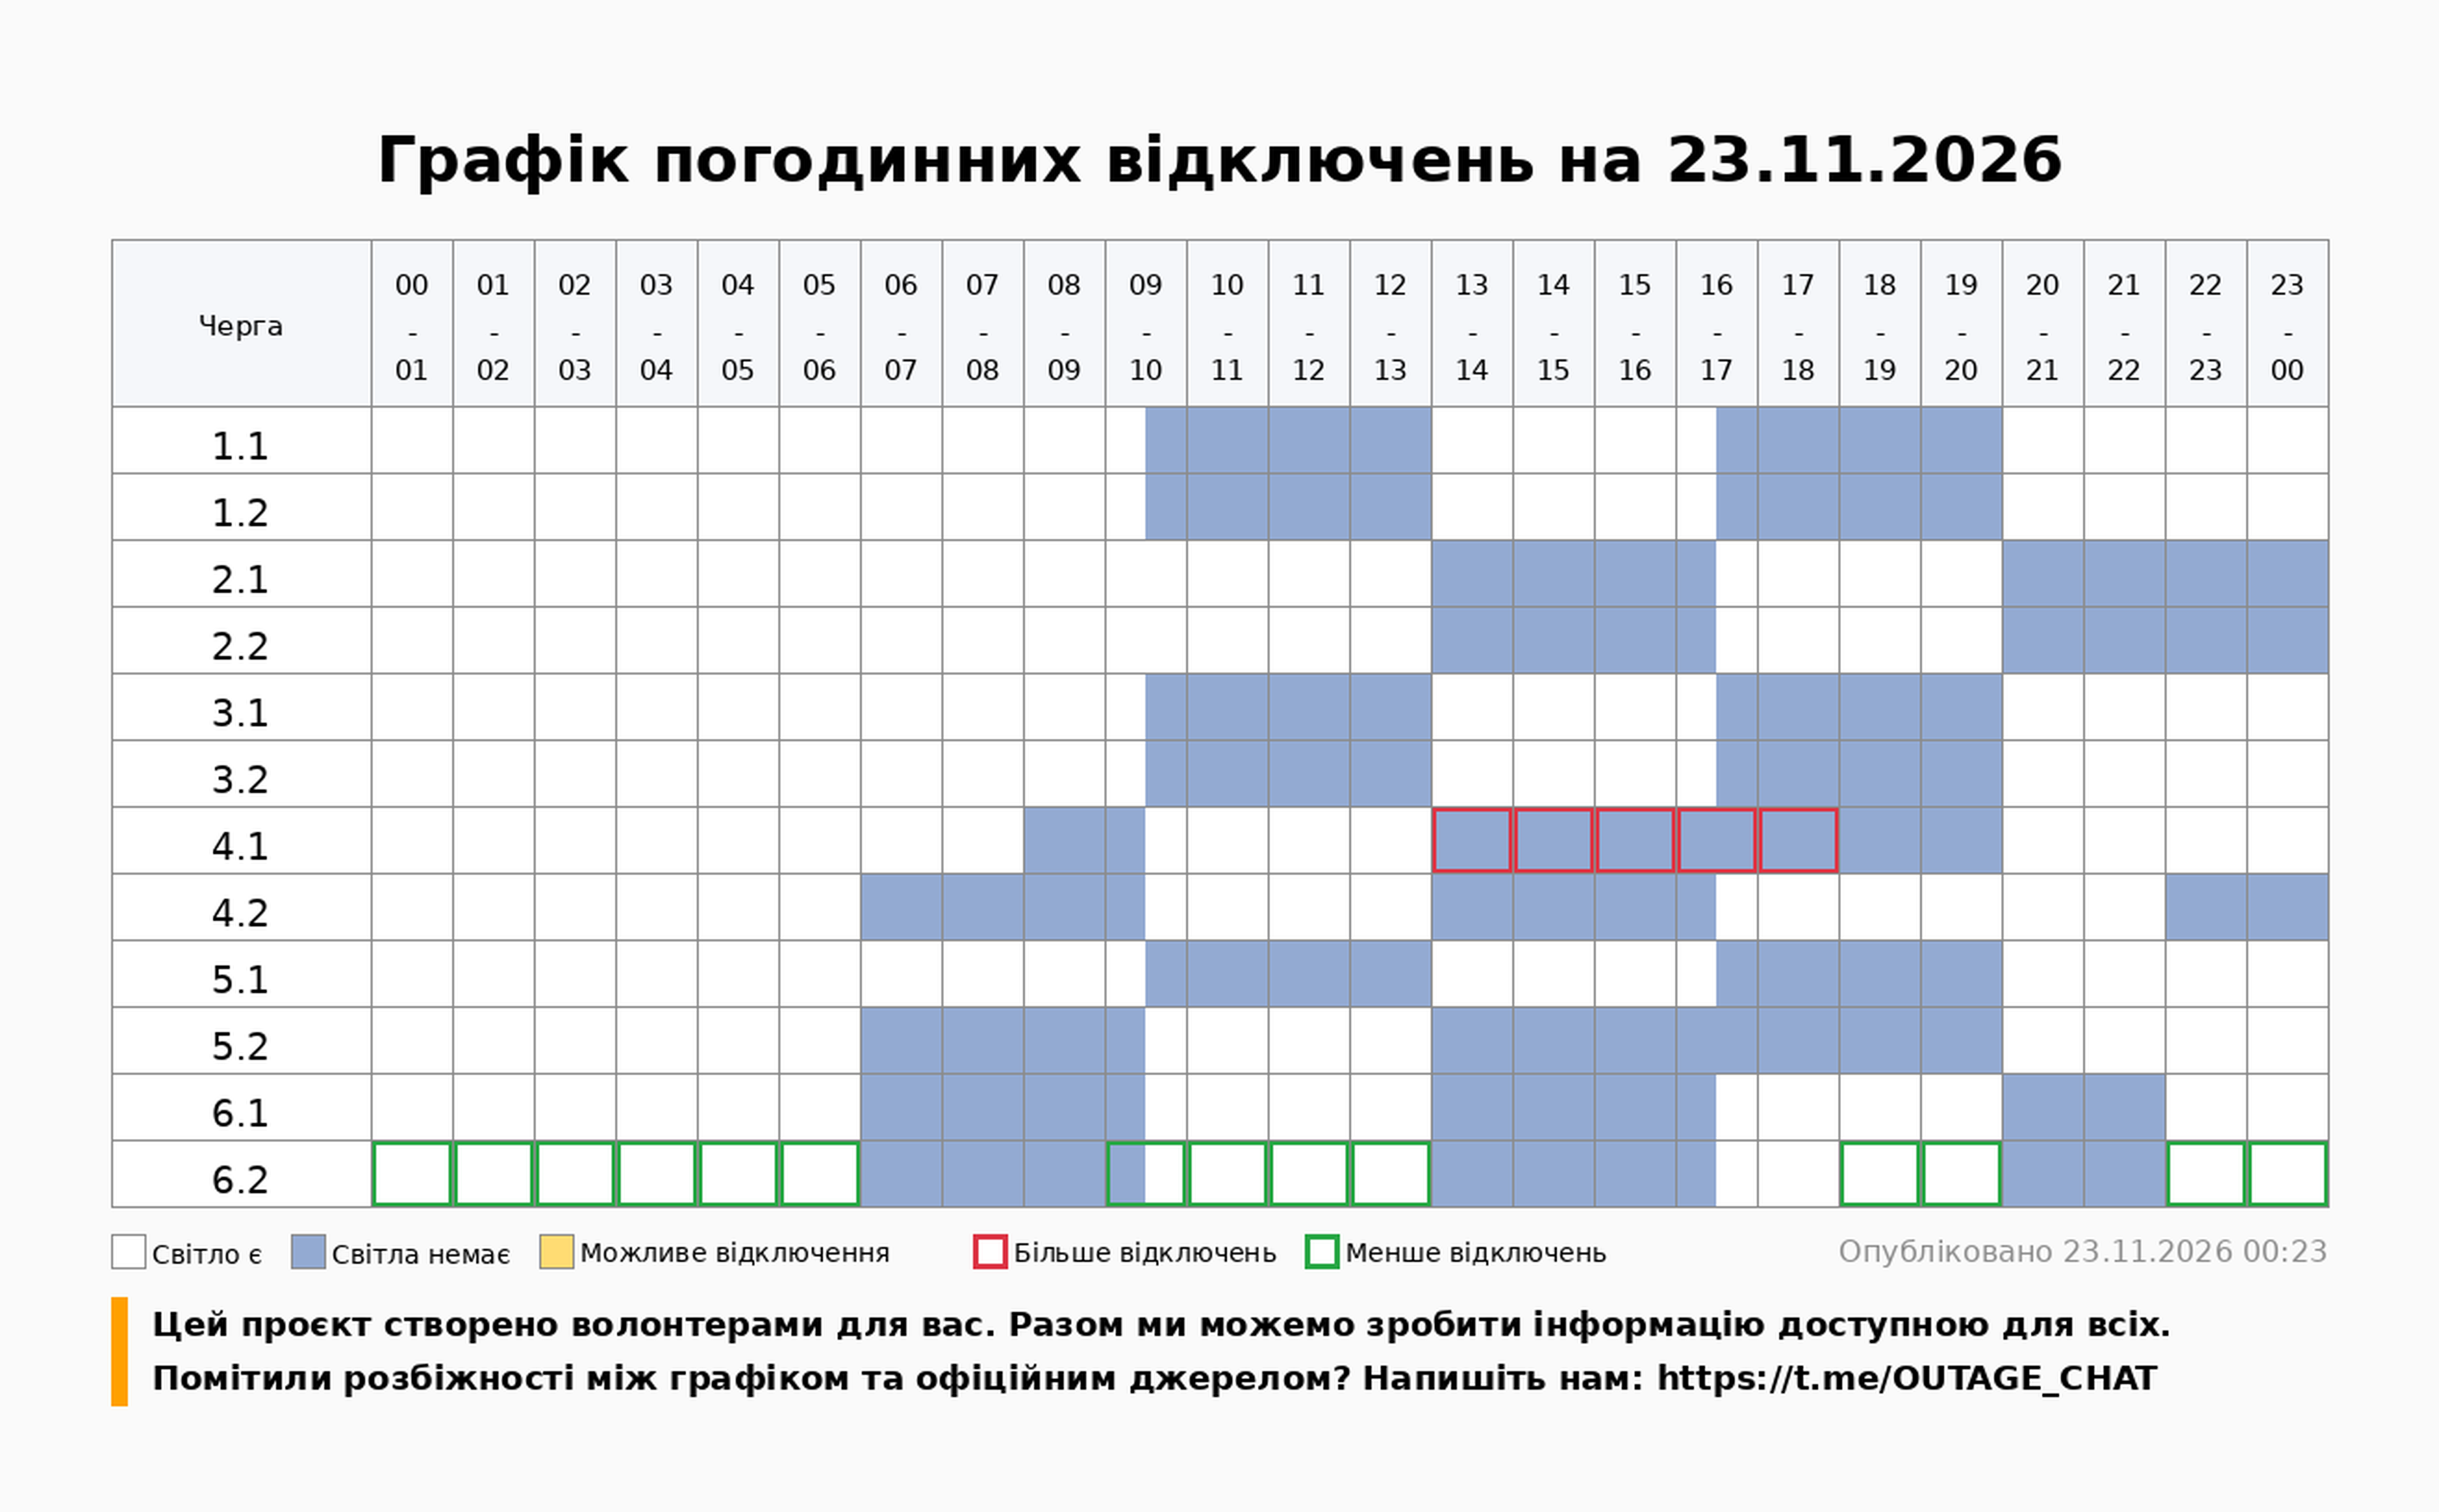 Графік погодинних відключень на 23.11.2026
Черга 00 - 01 01 - 02 02 - 03 03 - 04 04 - 05 05 - 06 06 - 07 07 - 08 08 - 09 09 - 10 10 - 11 11 - 12 12 - 13 13 - 14 14 - 15 15 - 16 16 - 17 17 - 18 18 - 19 19 - 20 20 - 21 21 - 22 22 - 23 23 - 00
1.1
1.2
2.1
2.2
3.1
3.2
4.1
4.2
5.1
5.2
6.1
6.2
Світло є Світла немає Можливе відключення Більше відключень Менше відключень Опубліковано 23.11.2026 00:23
Цей проєкт створено волонтерами для вас. Разом ми можемо зробити інформацію доступною для всіх.
Помітили розбіжності між графіком та офіційним джерелом? Напишіть нам: https://t.me/OUTAGE_CHAT